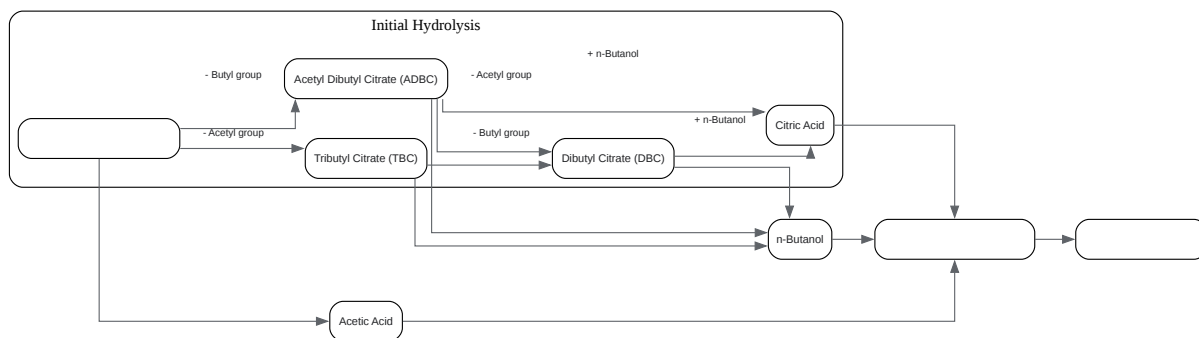 Initial Hydrolysis
+ n-Butanol
- Butyl group
Acetyl Dibutyl Citrate (ADBC)
- Acetyl group
+ n-Butanol
Citric Acid
- Acetyl group
- Butyl group
Tributyl Citrate (TBC)
Dibutyl Citrate (DBC)
n-Butanol
Acetic Acid